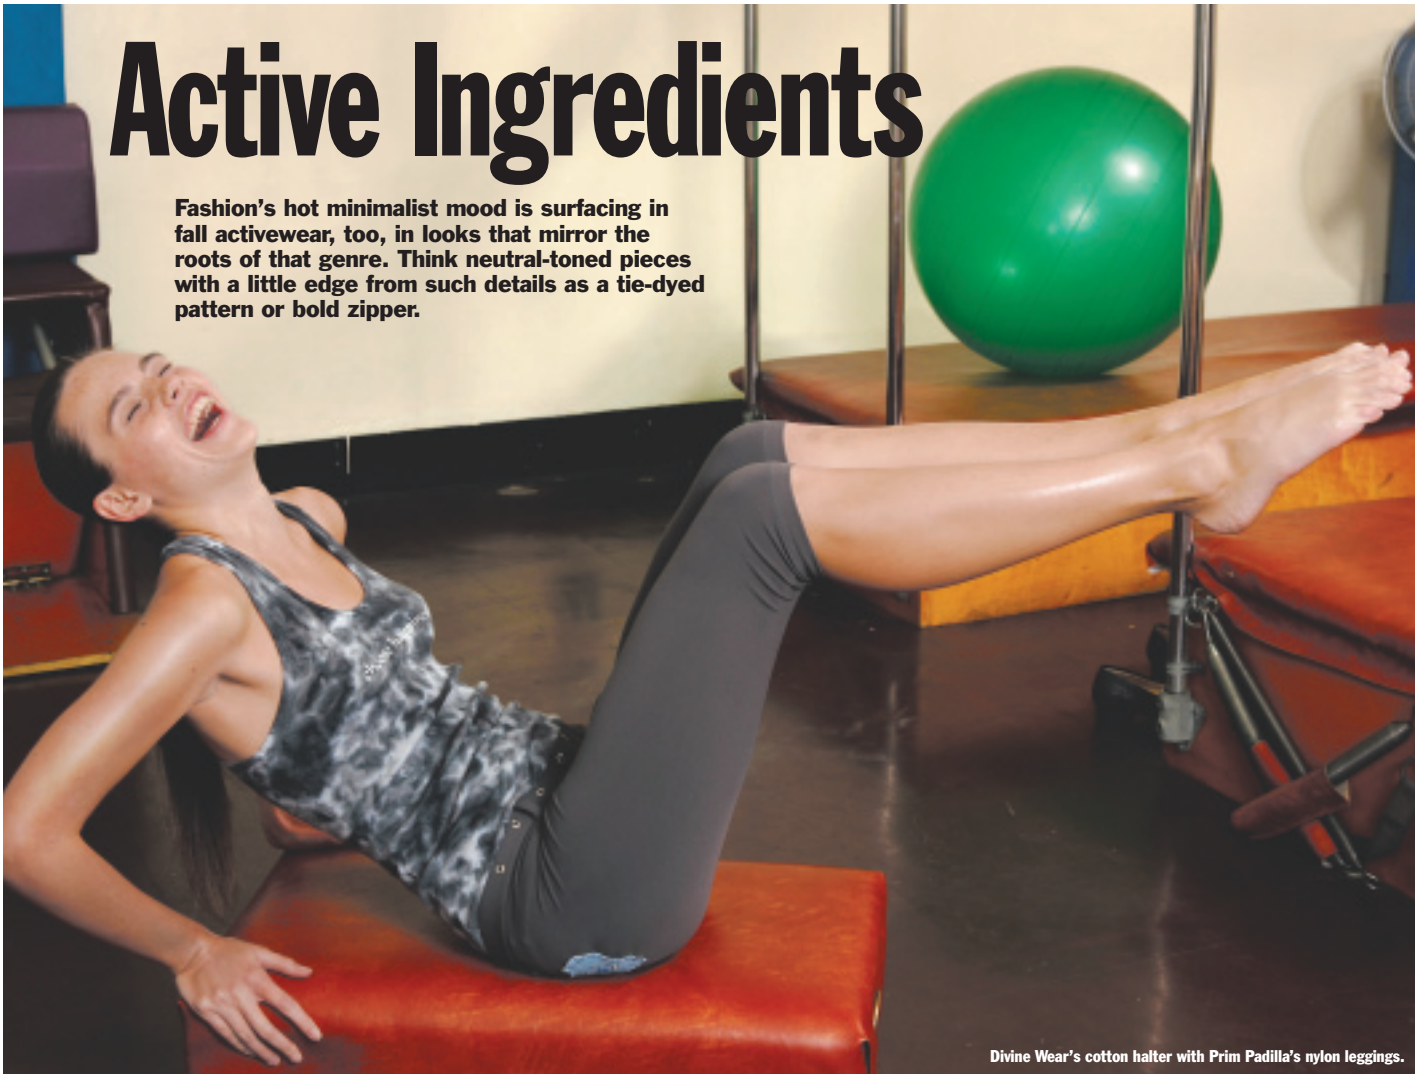 Active Ingredients
Fashion's hot minimalist mood is surfacing in
fall activewear, too, in looks that mirror the
roots of that genre. Think neutral-toned pieces
with a little edge from such details as a tie-dyed
pattern or bold zipper.
Divine Wear's cotton halter with Prim Padilla's nylon leggings.